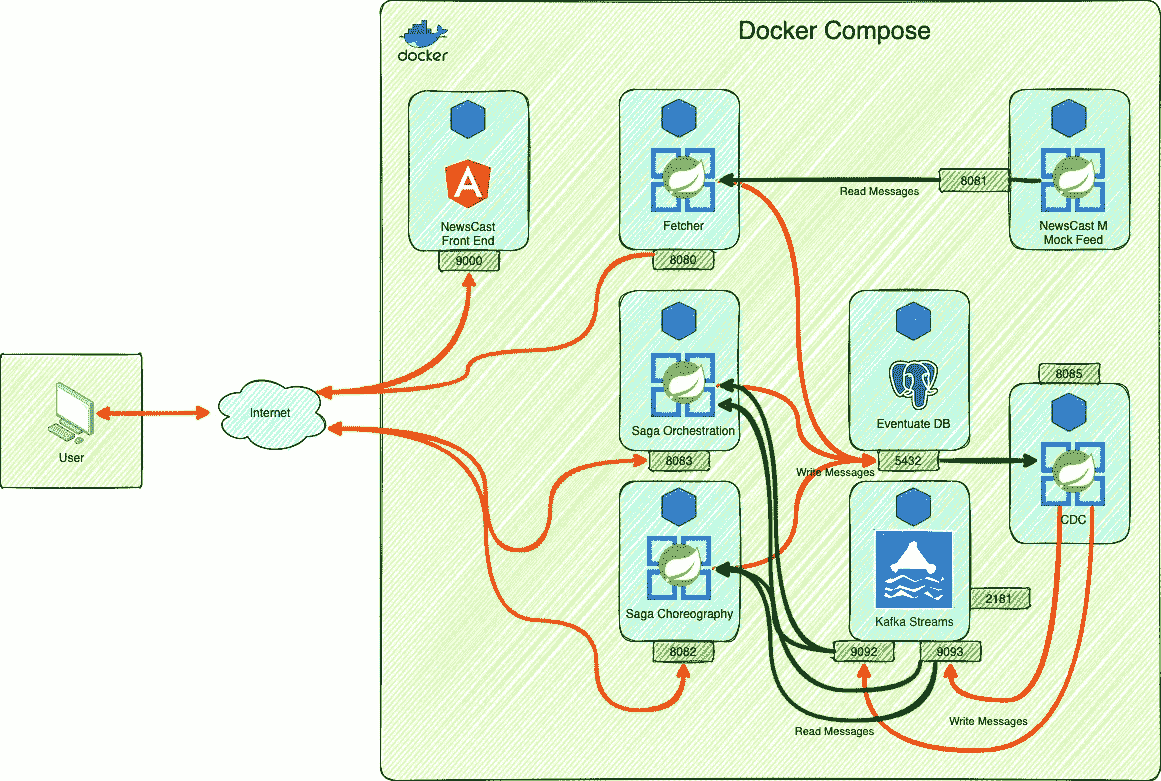 Docker Compose
docker
NewsCast
Front End
9000
Fetcher
8080
Read Messages
8081
NewsCast M
Mock Feed
User
Internet
Saga Orchestration
8083
Eventuate DB
5432
Write Messages
8085
CDC
Saga Choreography
8082
Kafka Streams
2181
9092
9093
Read Messages
Write Messages